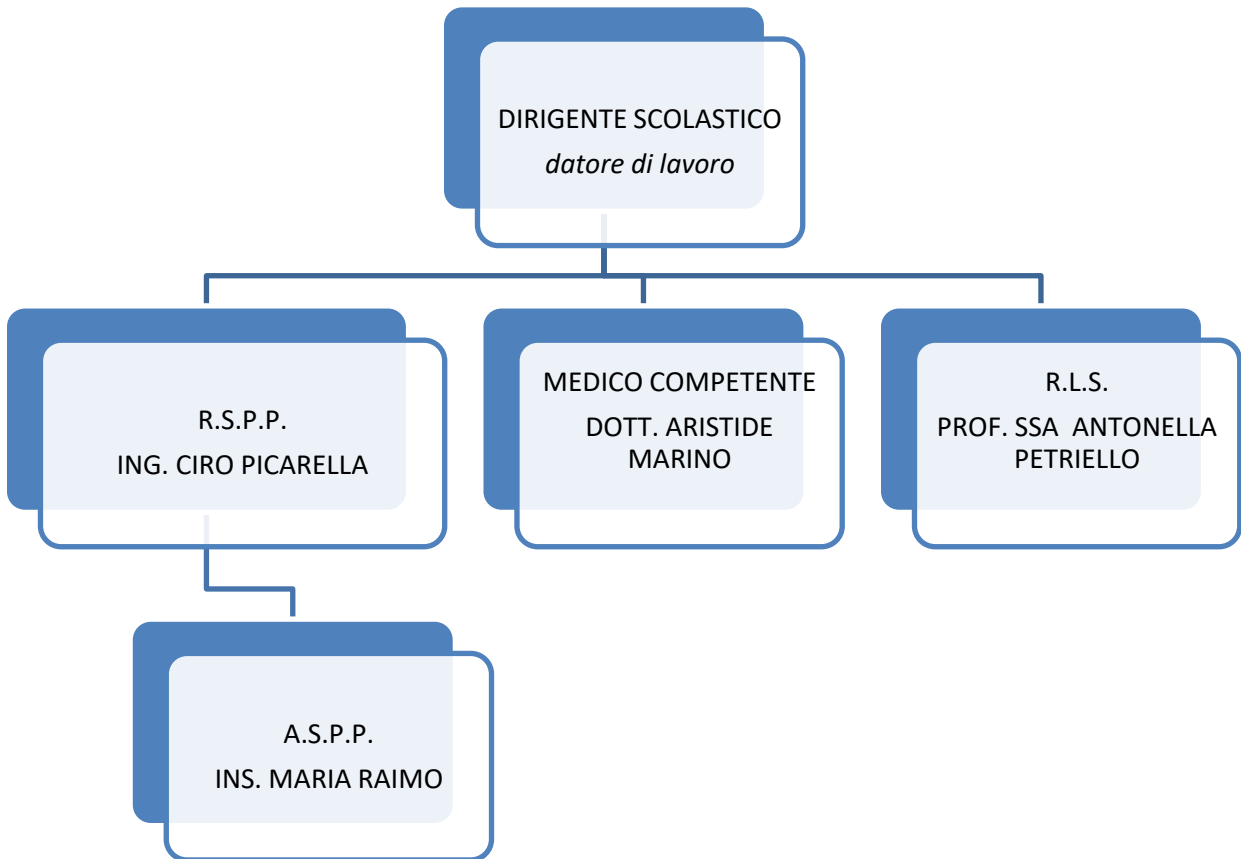 DIRIGENTE SCOLASTICO
datore di lavoro
R.S.P.P.
ING. CIRO PICARELLA
MEDICO COMPETENTE
DOTT. ARISTIDE
MARINO
R.L.S.
PROF. SSA  ANTONELLA
PETRIELLO
A.S.P.P.
INS. MARIA RAIMO